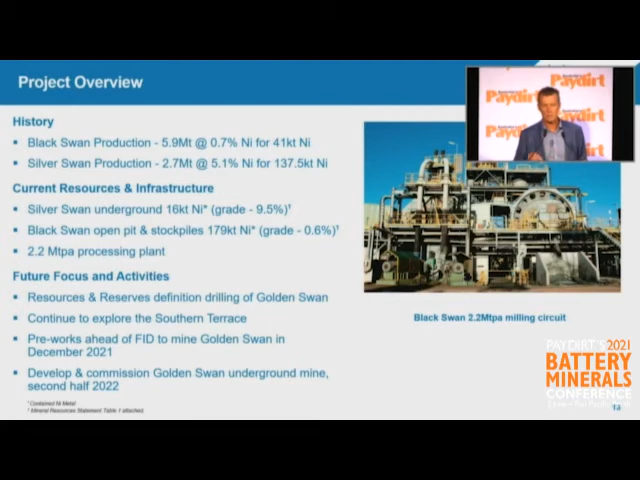 Project Overview
Paydirt
Paydirt
Paydirt
Paydirt
Paydirt
History
Black Swan Production - 5.9Mt @ 0.7% Ni for 41kt Ni
Silver Swan Production - 2.7Mt @ 5.1% Ni for 137.5kt Ni
Current Resources & Infrastructure
Silver Swan underground 16kt Ni* (grade - 9.5%)†
Black Swan open pit & stockpiles 179kt Ni* (grade - 0.6%)†
2.2 Mtpa processing plant
Future Focus and Activities
Resources & Reserves definition drilling of Golden Swan
Continue to explore the Southern Terrace
Pre-works ahead of FID to mine Golden Swan in
December 2021
Develop & commission Golden Swan underground mine,
second half 2022
* Contained Ni Metal
† Mineral Resources Statement Table 1 attached.
Black Swan 2.2Mtpa milling circuit
PAYDIRT'S 2021
BATTERY
MINERALS
CONFERENCE
13